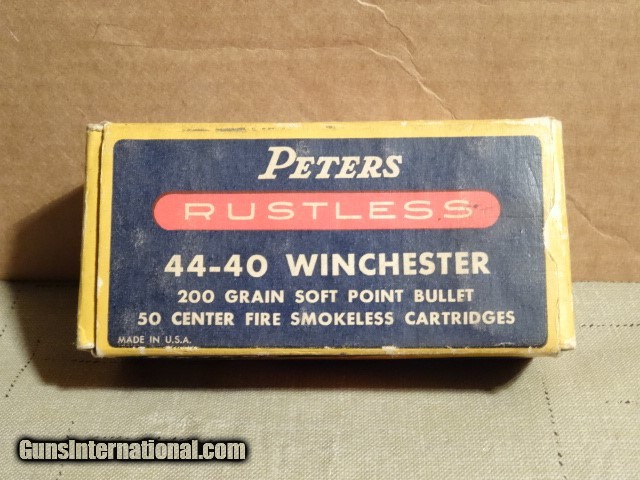 PETERS
RUSTLESS
44-40 WINCHESTER
200 GRAIN SOFT POINT BULLET
50 CENTER FIRE SMOKELESS CARTRIDGES
MADE IN U.S.A.
GunsInternational.com